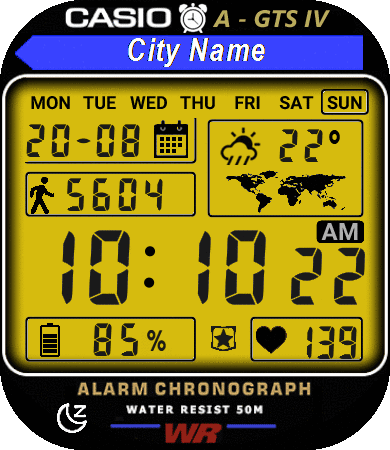 CASIO A - GTS IV
City Name
MON TUE WED THU FRI SAT SUN
20-08 22°
5604
AM
10:10 22
85% 139
ALARM CHRONOGRAPH
Z
WATER RESIST 50M
WR